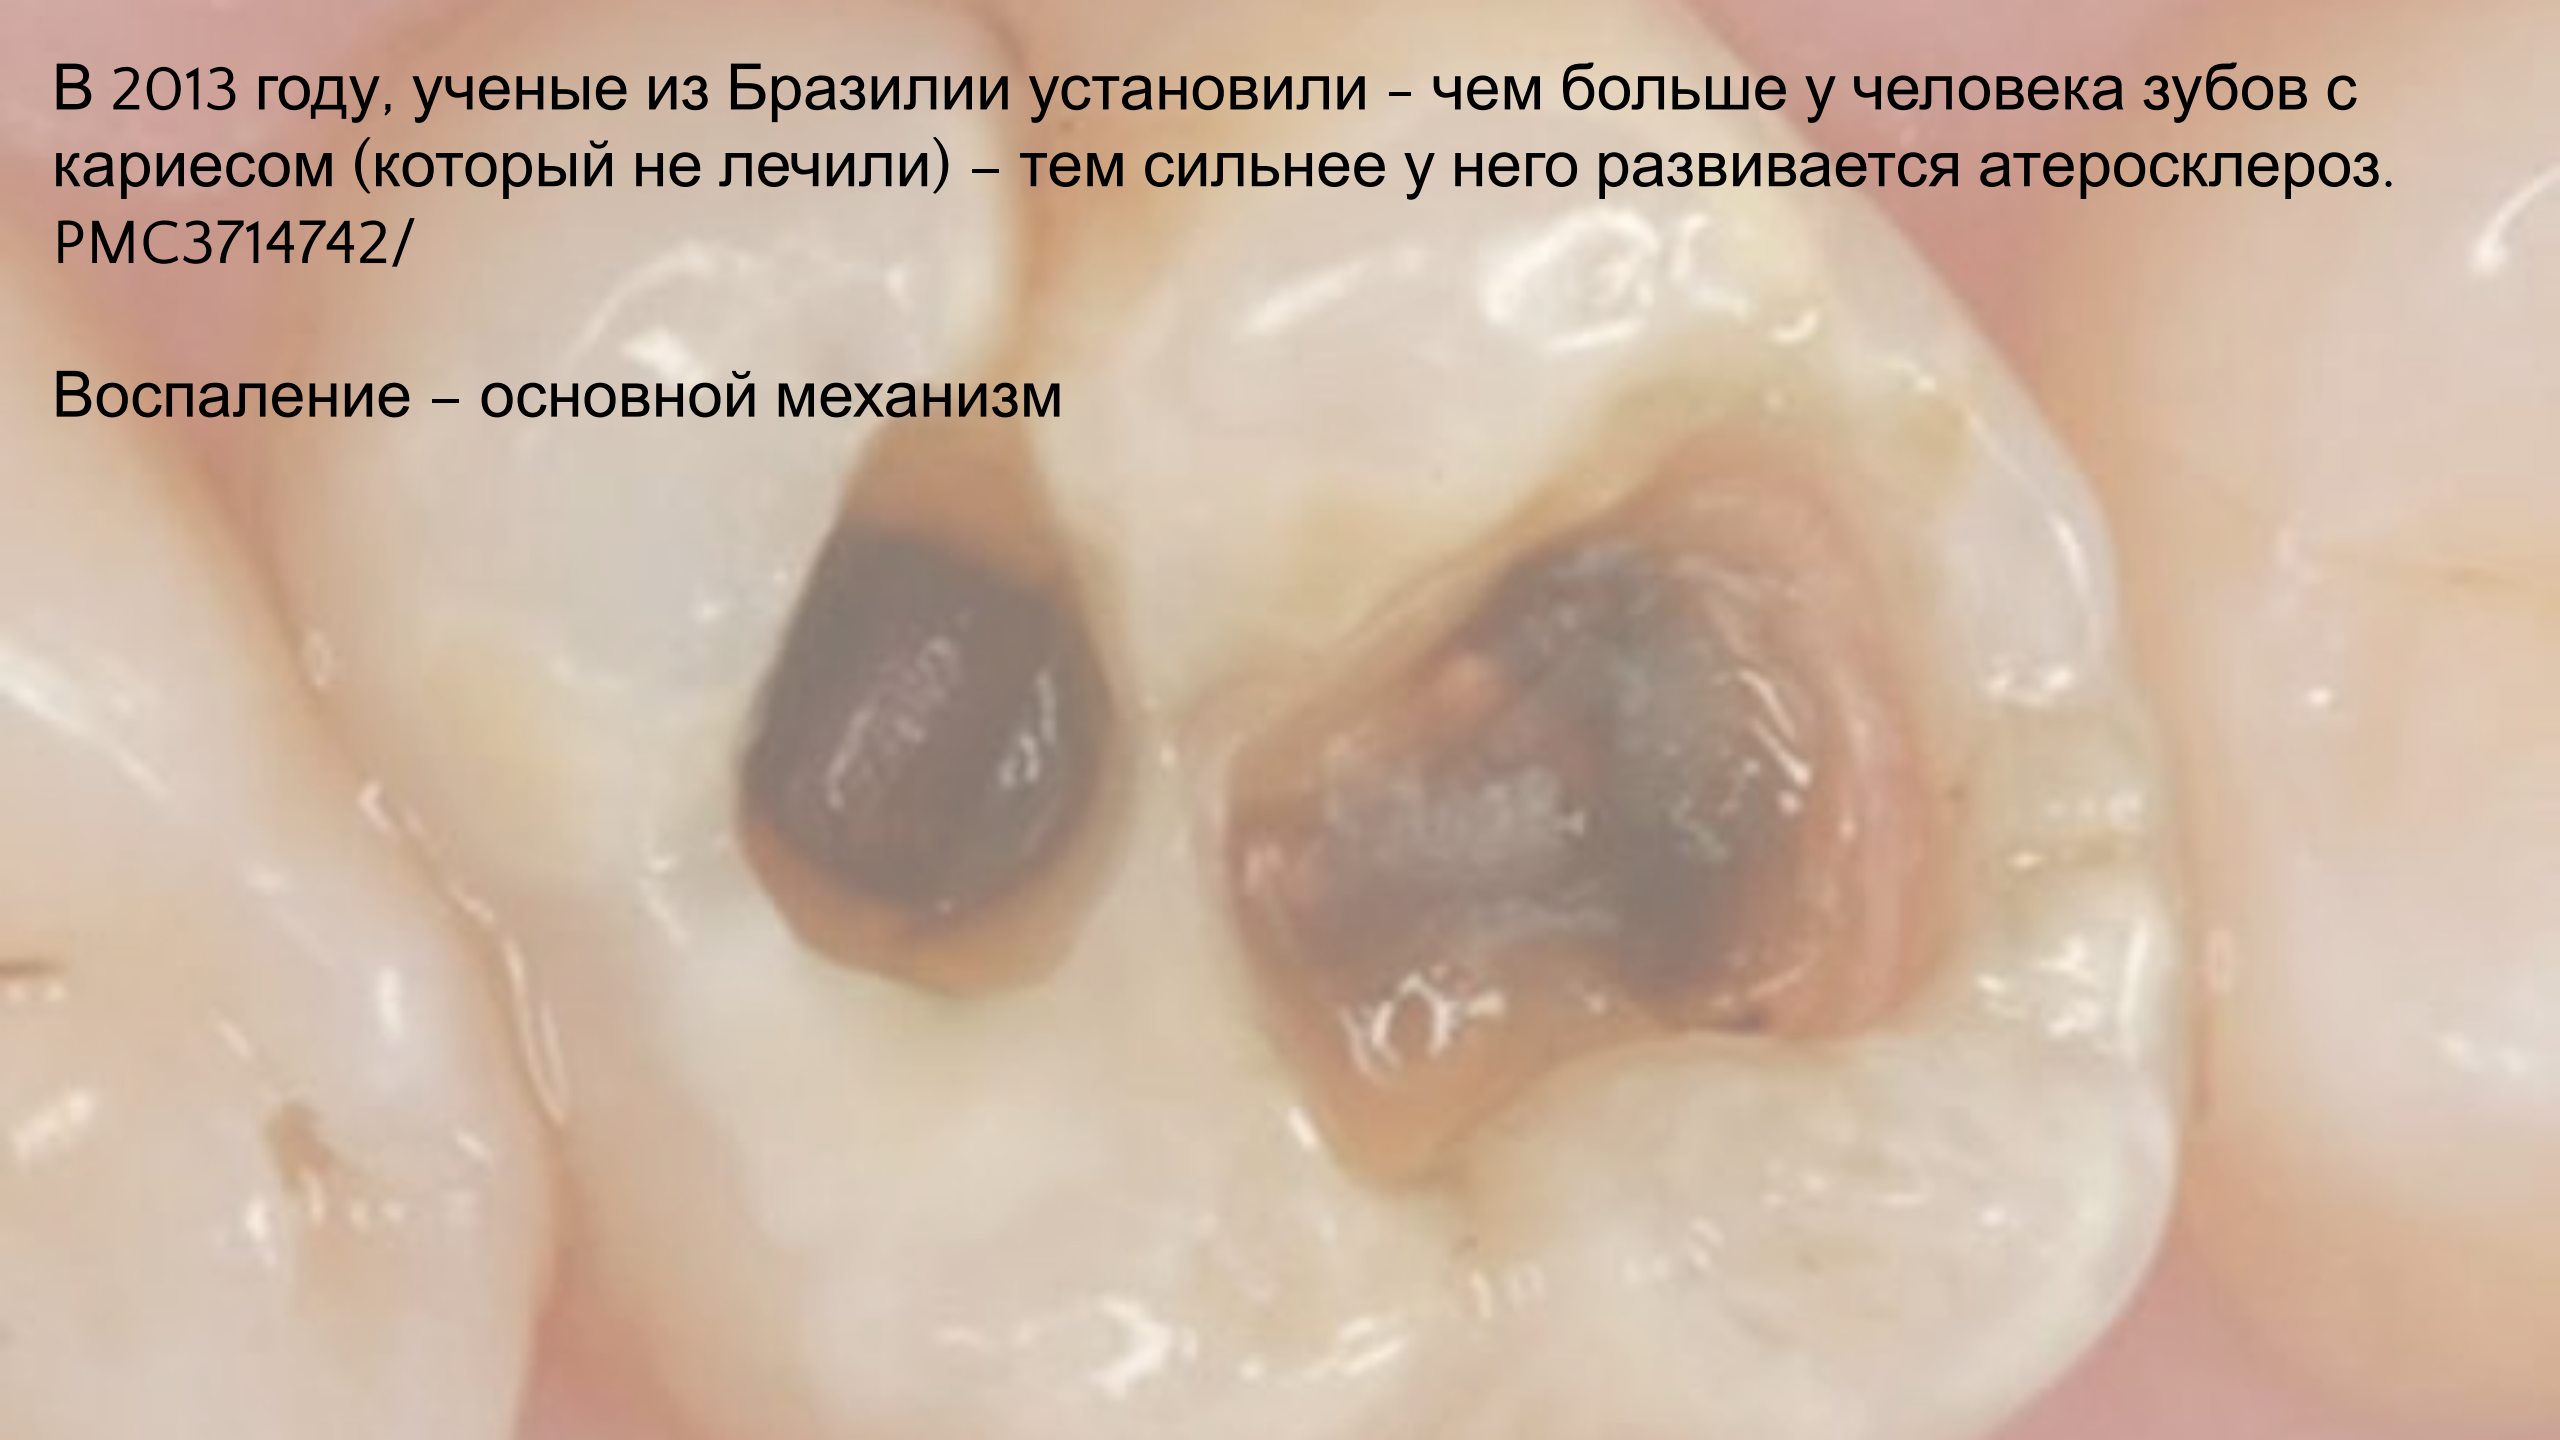 В 2013 году, ученые из Бразилии установили – чем больше у человека зубов с
кариесом (который не лечили) – тем сильнее у него развивается атеросклероз.
PMC3714742/
Воспаление – основной механизм